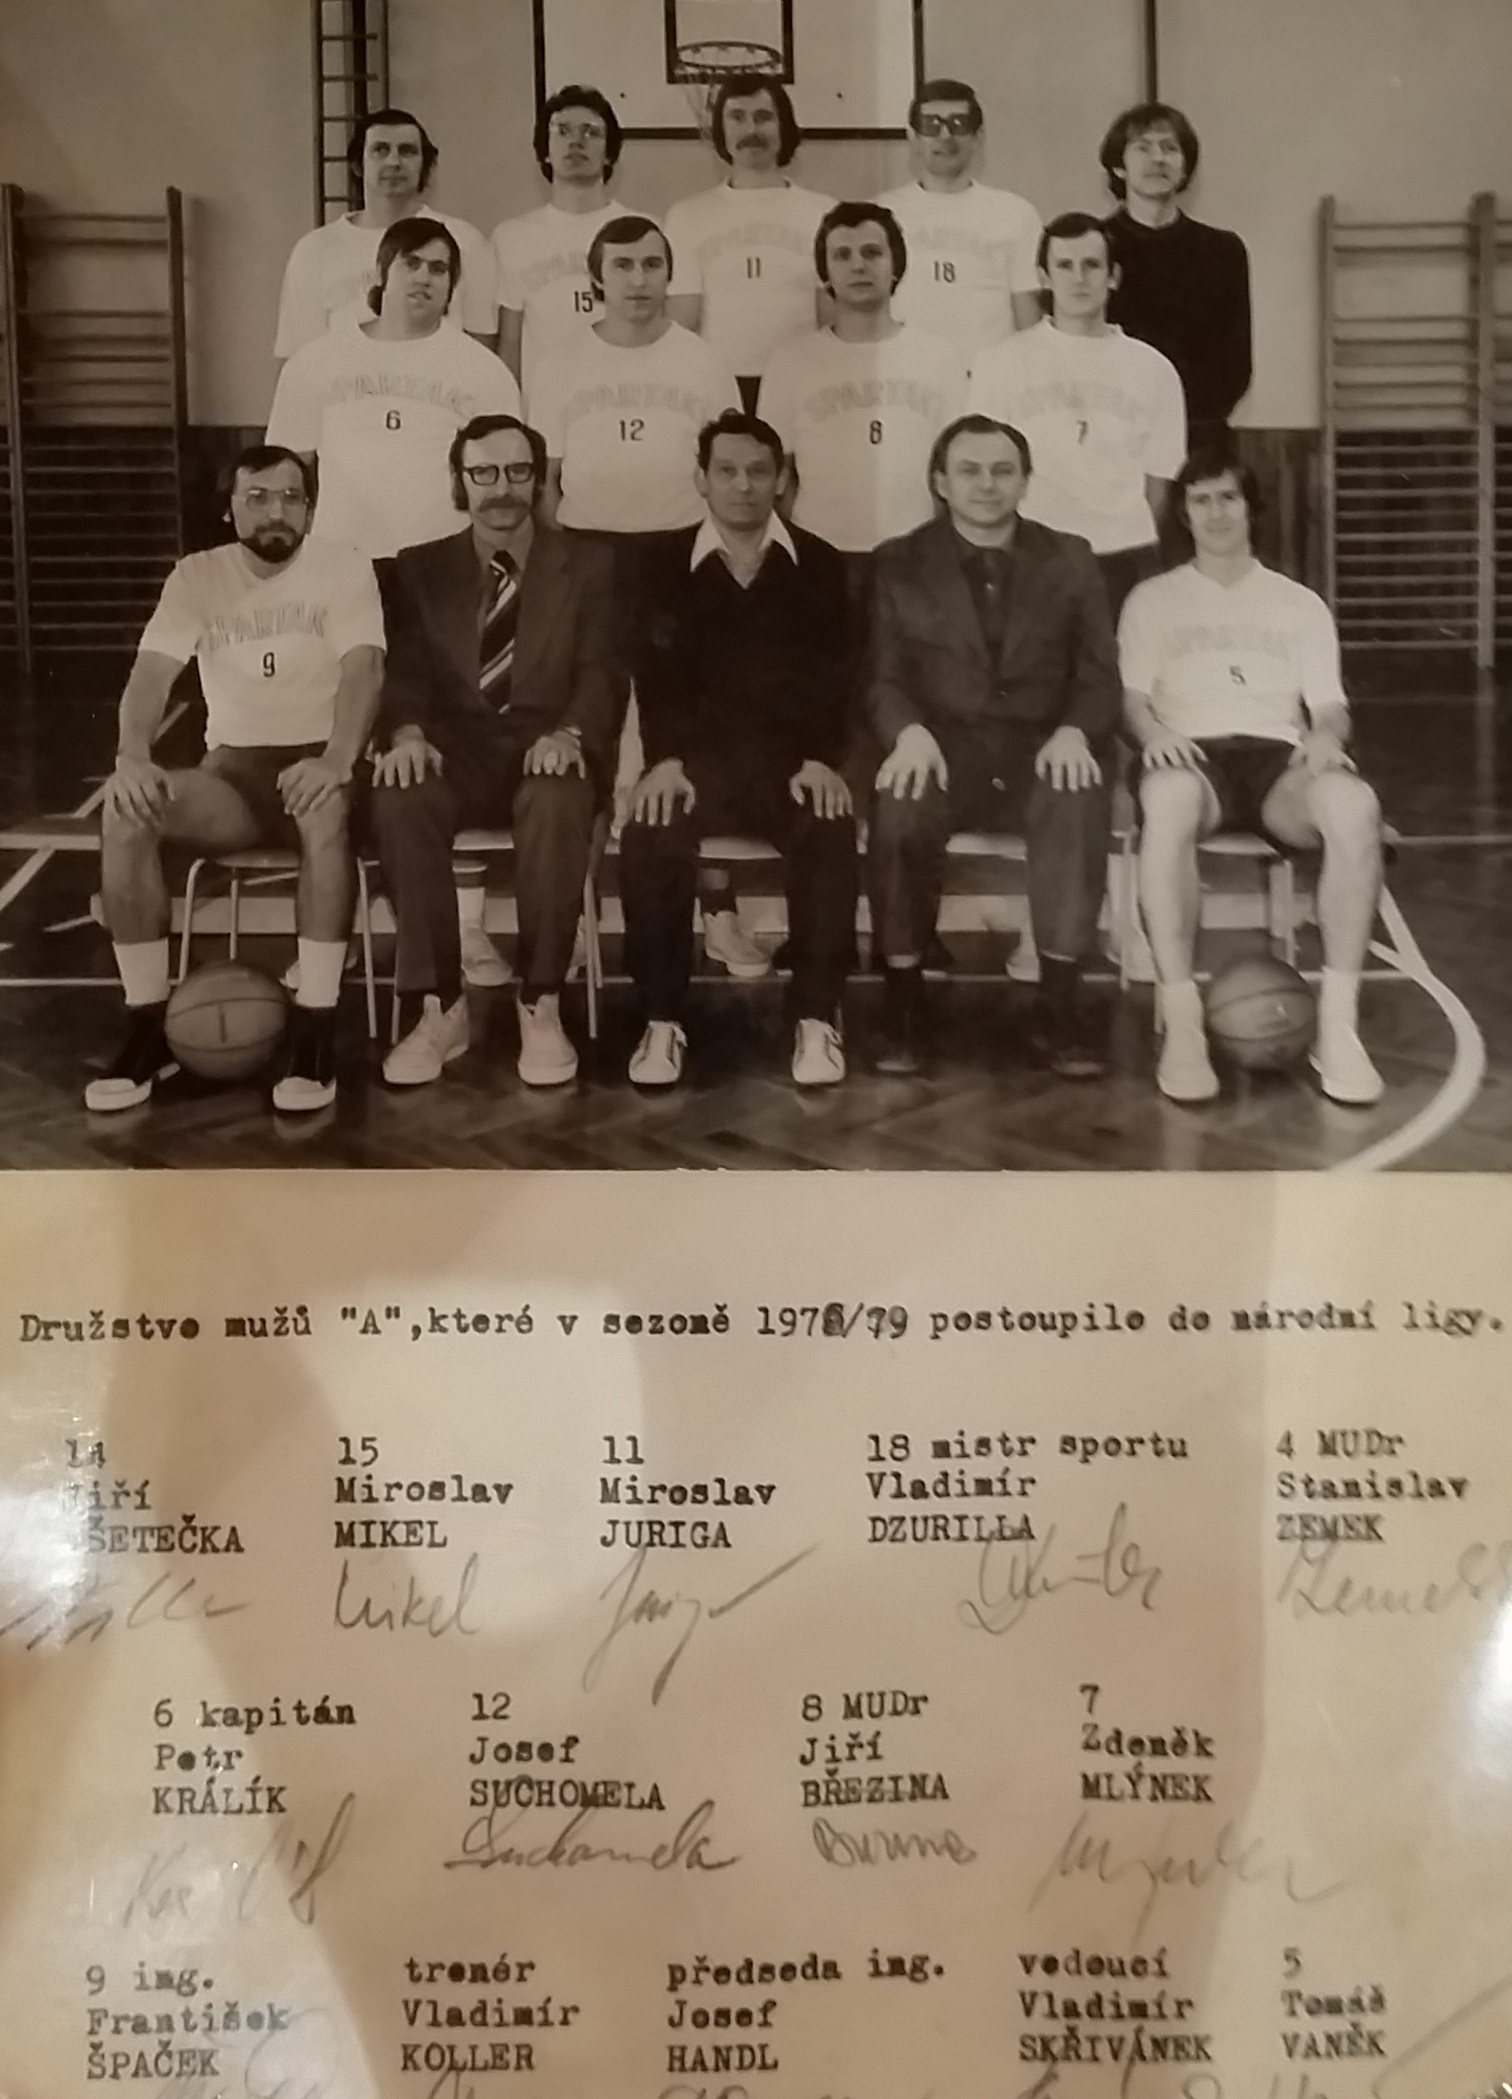 SPARTAK
15
11
18
SPARTAK
6
SPARTAK
12
SPARTAK
8
SPARTAK
7
SPARTAK
9
SPARTAK
5
Družstvo mužů "A",které v sezoně 1978/79 postoupilo do národní ligy.
14 15 11 18 mistr sportu 4 MUDr
Jiří Miroslav Miroslav Vladimír Stanislav
ŠETEČKA MIKEL JURIGA DZURILLA ZEMEK
Mikel Zemek
6 kapitán 12 8 MUDr 7
Petr Josef Jiří Zdeněk
KRÁLÍK SUCHOMELA BŘEZINA MLÝNEK
Suchomela
9 ing. trenér předseda ing. vedoucí 5
František Vladimír Josef Vladimír Tomáš
ŠPAČEK KOLLER HANDL SKŘIVÁNEK VANĚK